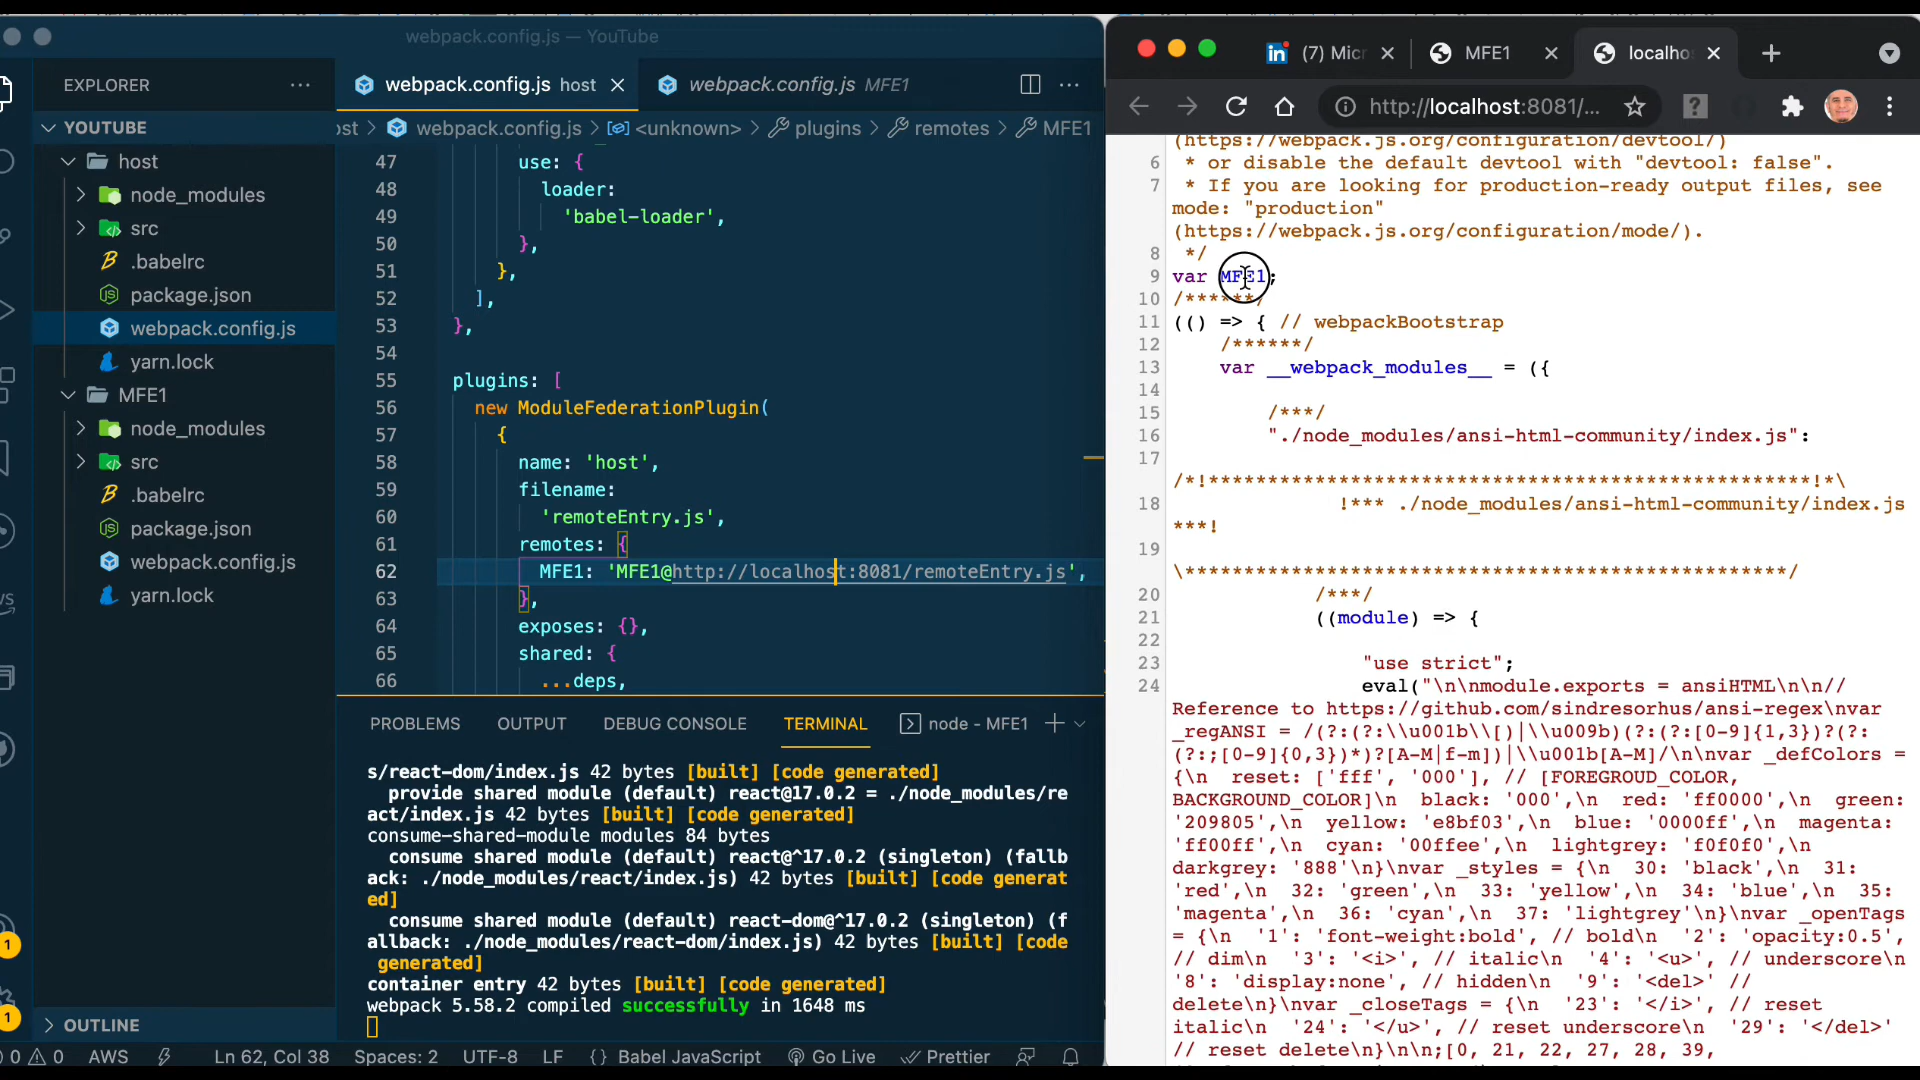 webpack.config.js — YouTube
EXPLORER
YOUTUBE
host
node_modules
src
.babelrc
package.json
webpack.config.js
yarn.lock
MFE1
node_modules
src
.babelrc
package.json
webpack.config.js
yarn.lock
OUTLINE
webpack.config.js host
webpack.config.js MFE1
ost > webpack.config.js > <unknown> > plugins > remotes > MFE1
47 use: {
48 loader:
49 'babel-loader',
50 },
51 },
52 ],
53 },
54
55 plugins: [
56 new ModuleFederationPlugin(
57 {
58 name: 'host',
59 filename:
60 'remoteEntry.js',
61 remotes: {
62 MFE1: 'MFE1@http://localhost:8081/remoteEntry.js',
63 },
64 exposes: {},
65 shared: {
66 ...deps,
PROBLEMS OUTPUT DEBUG CONSOLE TERMINAL node - MFE1
s/react-dom/index.js 42 bytes [built] [code generated]
provide shared module (default) react@17.0.2 = ./node_modules/re
act/index.js 42 bytes [built] [code generated]
consume-shared-module modules 84 bytes
consume shared module (default) react@^17.0.2 (singleton) (fallb
ack: ./node_modules/react/index.js) 42 bytes [built] [code generat
ed]
consume shared module (default) react-dom@^17.0.2 (singleton) (f
allback: ./node_modules/react-dom/index.js) 42 bytes [built] [code
generated]
container entry 42 bytes [built] [code generated]
webpack 5.58.2 compiled successfully in 1648 ms
0 0 AWS Ln 62, Col 38 Spaces: 2 UTF-8 LF {} Babel JavaScript Go Live Prettier
1
1
in (7) Micr MFE1 localho
http://localhost:8081/...
(https://webpack.js.org/configuration/devtool/)
6 * or disable the default devtool with "devtool: false".
7 * If you are looking for production-ready output files, see
mode: "production"
(https://webpack.js.org/configuration/mode/).
8 */
9 var MFE1;
10 /******/
11 (() => { // webpackBootstrap
12 /******/
13 var __webpack_modules__ = ({
14
15 /***/
16 "./node_modules/ansi-html-community/index.js":
17
/*!***************************************************!*\
18 !*** ./node_modules/ansi-html-community/index.js
***!
19
\***************************************************/
20 /***/
21 ((module) => {
22
23 "use strict";
24 eval("\n\nmodule.exports = ansiHTML\n\n//
Reference to https://github.com/sindresorhus/ansi-regex\nvar
_regANSI = /(?:(?:\\u001b\\[)|\\u009b)(?:(?:[0-9]{1,3})?(?:
(?:;[0-9]{0,3})*)?[A-M|f-m])|\\u001b[A-M]/\n\nvar _defColors =
{\n reset: ['fff', '000'], // [FOREGROUD_COLOR,
BACKGROUND_COLOR]\n black: '000',\n red: 'ff0000',\n green:
'209805',\n yellow: 'e8bf03',\n blue: '0000ff',\n magenta:
'ff00ff',\n cyan: '00ffee',\n lightgrey: 'f0f0f0',\n
darkgrey: '888'\n}\nvar _styles = {\n 30: 'black',\n 31:
'red',\n 32: 'green',\n 33: 'yellow',\n 34: 'blue',\n 35:
'magenta',\n 36: 'cyan',\n 37: 'lightgrey'\n}\nvar _openTags
= {\n '1': 'font-weight:bold', // bold\n '2': 'opacity:0.5',
// dim\n '3': '<i>', // italic\n '4': '<u>', // underscore\n
'8': 'display:none', // hidden\n '9': '<del>' //
delete\n}\nvar _closeTags = {\n '23': '</i>', // reset
italic\n '24': '</u>', // reset underscore\n '29': '</del>'
// reset delete\n}\n\n;[0, 21, 22, 27, 28, 39,